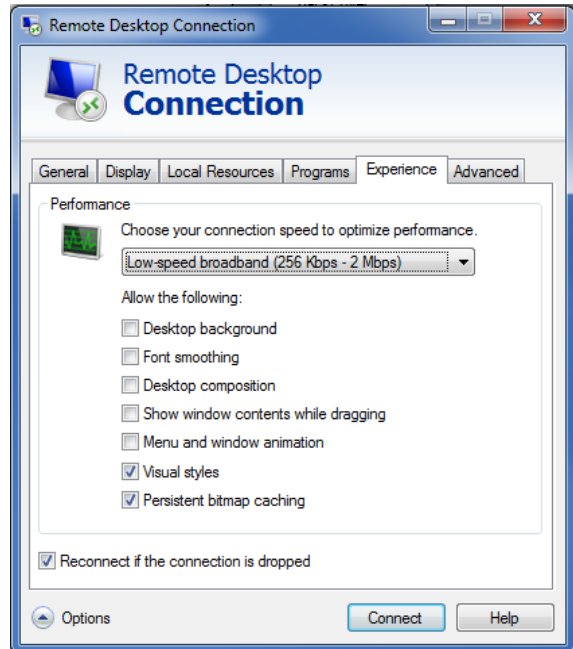 Remote Desktop Connection
Remote Desktop
Connection
General Display Local Resources Programs Experience Advanced
Performance
Choose your connection speed to optimize performance.
Low-speed broadband (256 Kbps - 2 Mbps)
Allow the following:
Desktop background
Font smoothing
Desktop composition
Show window contents while dragging
Menu and window animation
Visual styles
Persistent bitmap caching
Reconnect if the connection is dropped
Options Connect Help